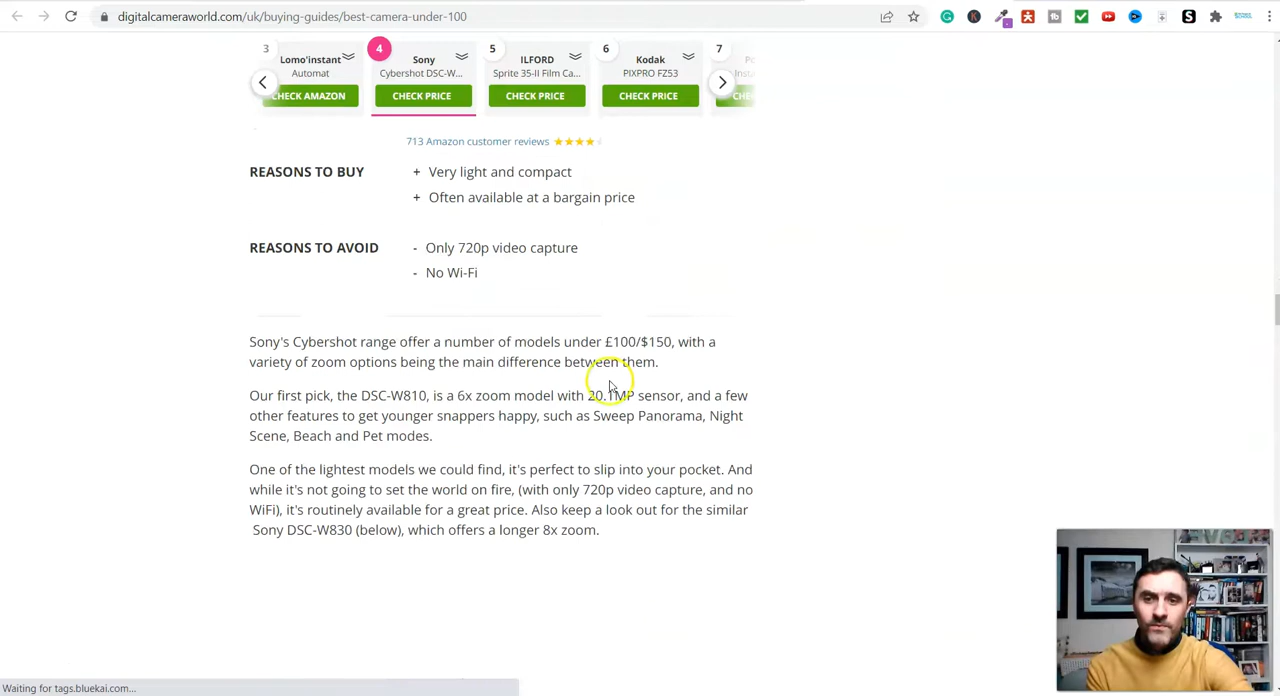 digitalcameraworld.com/uk/buying-guides/best-camera-under-100
3
4
5
6
7
Lomo'instant
Sony
ILFORD
Kodak
Automat
Cybershot DSC-W...
Sprite 35-II Film Ca...
PIXPRO FZ53
CHECK AMAZON
CHECK PRICE
CHECK PRICE
CHECK PRICE
713 Amazon customer reviews
REASONS TO BUY
+ Very light and compact
+ Often available at a bargain price
REASONS TO AVOID
- Only 720p video capture
- No Wi-Fi
Sony's Cybershot range offer a number of models under £100/$150, with a
variety of zoom options being the main difference between them.
Our first pick, the DSC-W810, is a 6x zoom model with 20.1MP sensor, and a few
other features to get younger snappers happy, such as Sweep Panorama, Night
Scene, Beach and Pet modes.
One of the lightest models we could find, it's perfect to slip into your pocket. And
while it's not going to set the world on fire, (with only 720p video capture, and no
WiFi), it's routinely available for a great price. Also keep a look out for the similar
Sony DSC-W830 (below), which offers a longer 8x zoom.
Waiting for tags.bluekai.com...